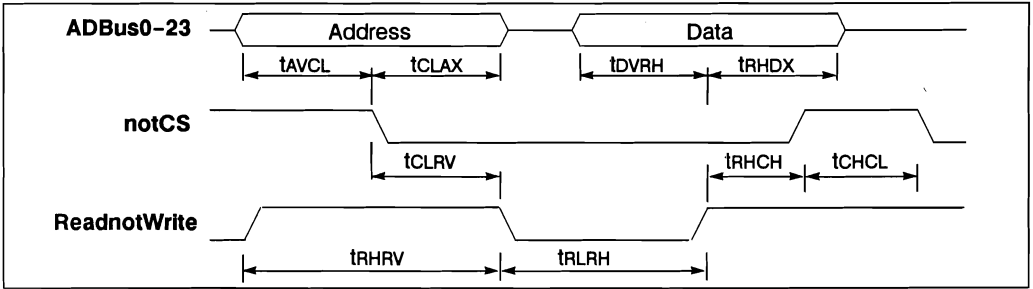 ADBus0–23 Address Data
tAVCL tCLAX tDVRH tRHDX
notCS
tCLRV tRHCH tCHCL
ReadnotWrite
tRHRV tRLRH